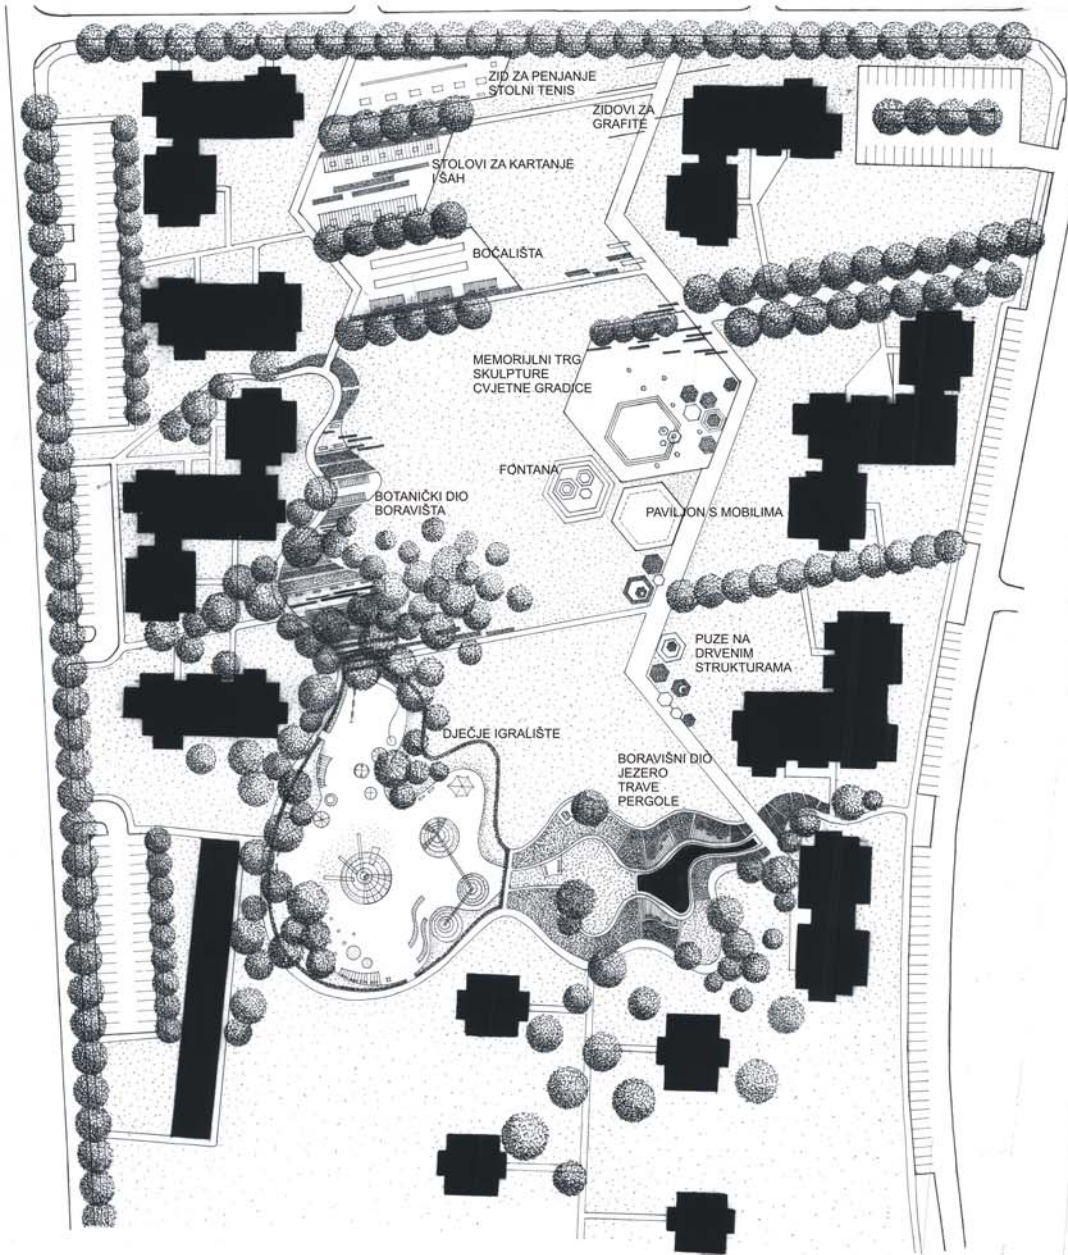 ZID ZA PENJANJE
STOLNI TENIS
ZIDOVI ZA
GRAFITE
STOLOVI ZA KARTANJE
I ŠAH
BOĆALIŠTA
MEMORIJLNI TRG
SKULPTURE
CVJETNE GRADICE
FONTANA
BOTANIČKI DIO
BORAVIŠTA
PAVILJON S MOBILIMA
PUZE NA
DRVENIM
STRUKTURAMA
DJEČJE IGRALIŠTE
BORAVIŠNI DIO
JEZERO
TRAVE
PERGOLE